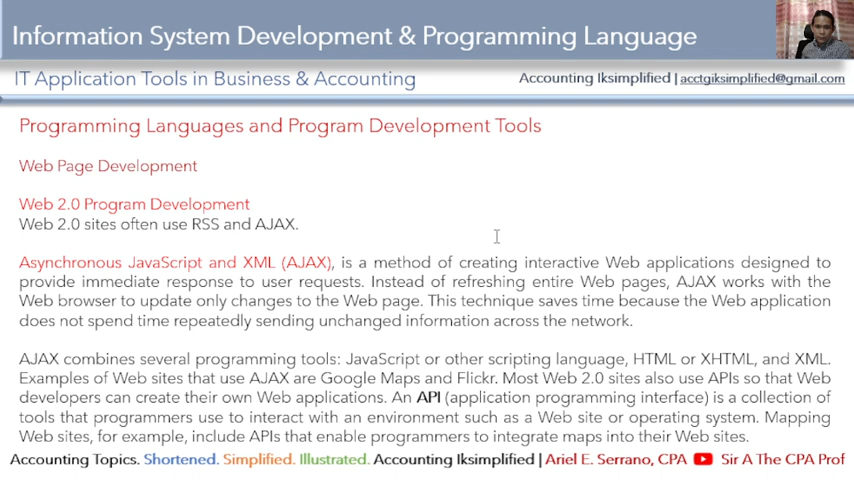 Information System Development & Programming Language
IT Application Tools in Business & Accounting
Accounting Iksimplified | acctgiksimplified@gmail.com
Programming Languages and Program Development Tools
Web Page Development
Web 2.0 Program Development
Web 2.0 sites often use RSS and AJAX.
Asynchronous JavaScript and XML (AJAX), is a method of creating interactive Web applications designed to
provide immediate response to user requests. Instead of refreshing entire Web pages, AJAX works with the
Web browser to update only changes to the Web page. This technique saves time because the Web application
does not spend time repeatedly sending unchanged information across the network.
AJAX combines several programming tools: JavaScript or other scripting language, HTML or XHTML, and XML.
Examples of Web sites that use AJAX are Google Maps and Flickr. Most Web 2.0 sites also use APIs so that Web
developers can create their own Web applications. An API (application programming interface) is a collection of
tools that programmers use to interact with an environment such as a Web site or operating system. Mapping
Web sites, for example, include APIs that enable programmers to integrate maps into their Web sites.
Accounting Topics. Shortened. Simplified. Illustrated. Accounting Iksimplified | Ariel E. Serrano, CPA Sir A The CPA Prof